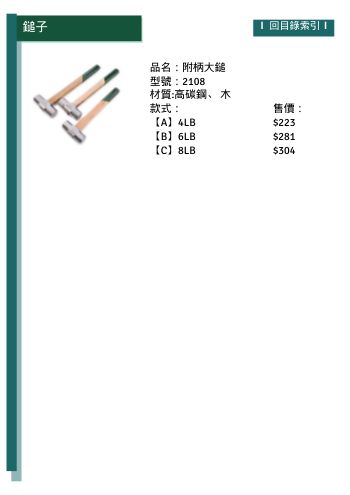 鎚子
I 回目錄索引 I
品名：附柄大鎚
型號：2108
材質:高碳鋼、 木
款式： 售價：
【A】4LB $223
【B】6LB $281
【C】8LB $304